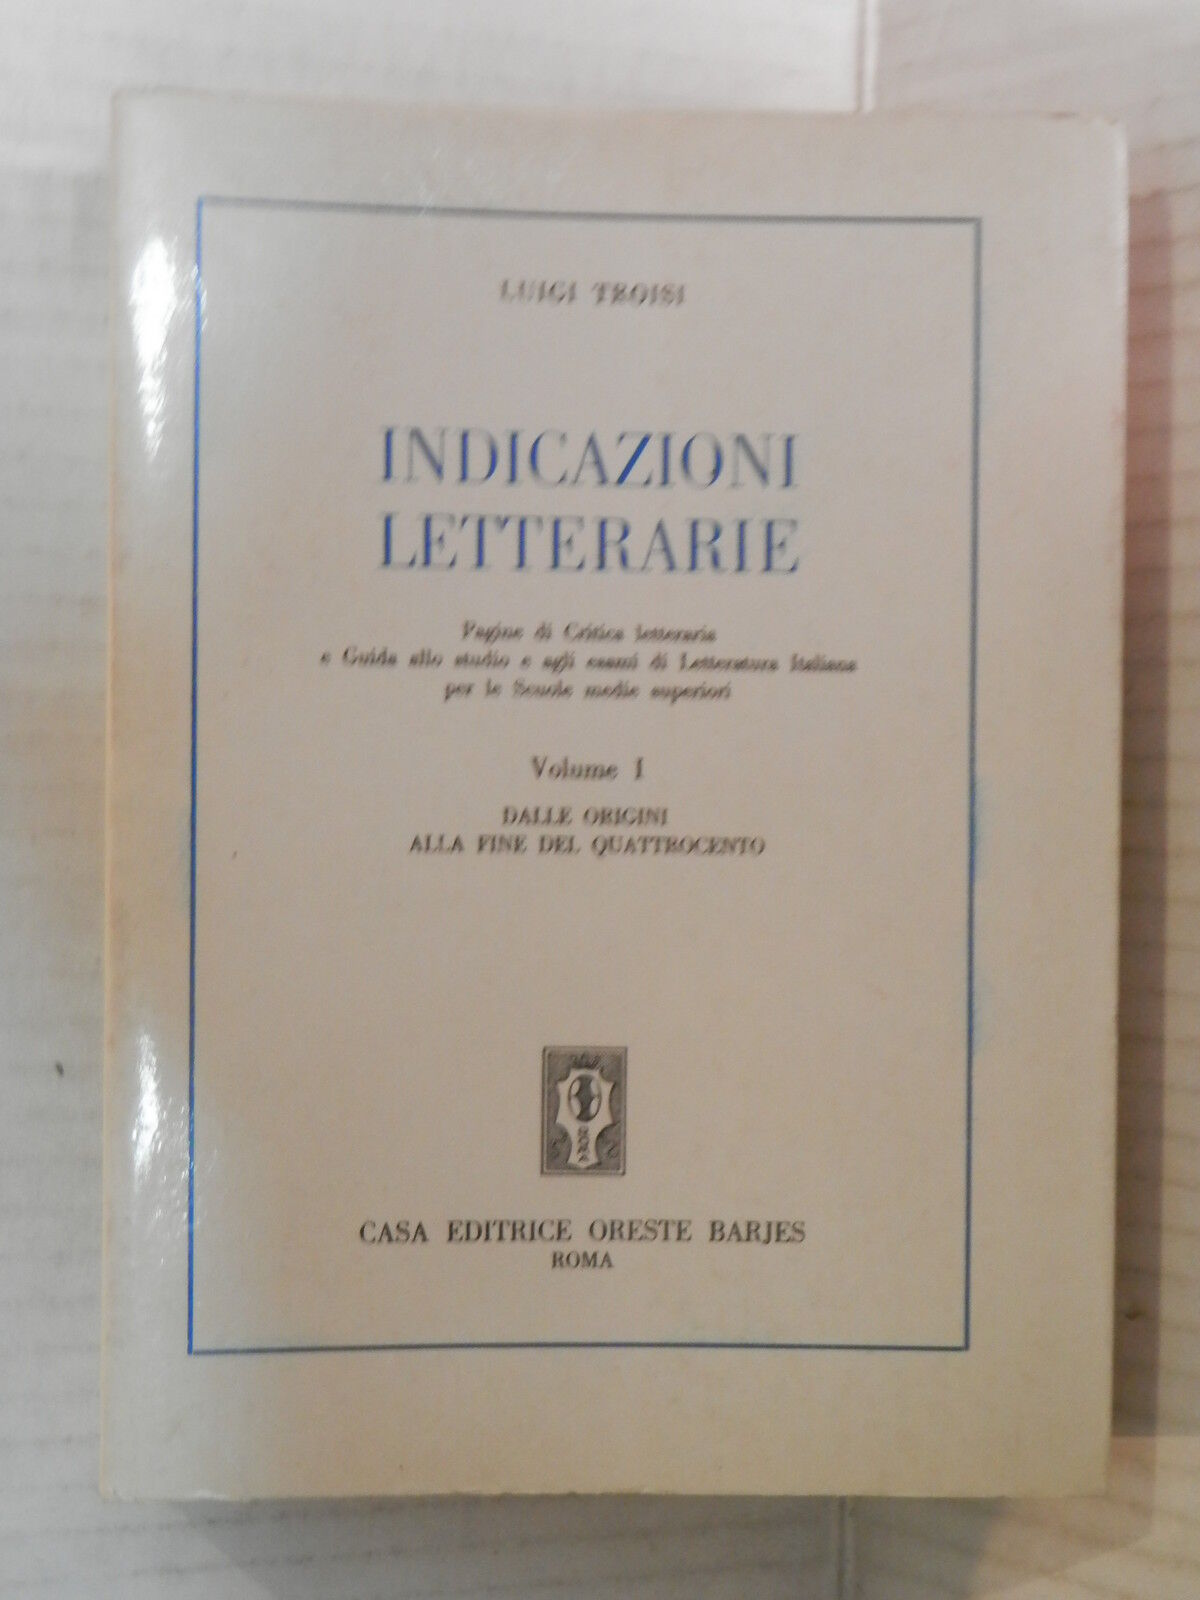 LUIGI TROISI
INDICAZIONI
LETTERARIE
Pagine di Critica letteraria
e Guida allo studio e agli esami di Letteratura Italiana
per le Scuole medie superiori
Volume I
DALLE ORIGINI
ALLA FINE DEL QUATTROCENTO
CASA EDITRICE ORESTE BARJES
ROMA